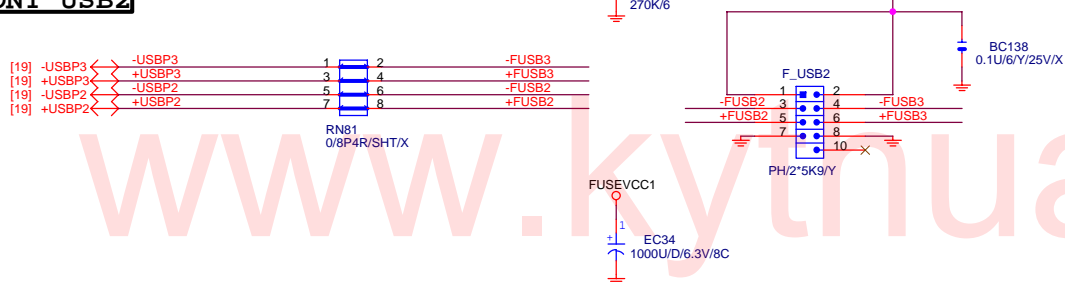 USB2
270K/6
[19] -USBP3 -USBP3 1 2 -FUSB3
[19] +USBP3 +USBP3 3 4 +FUSB3
[19] -USBP2 -USBP2 5 6 -FUSB2
[19] +USBP2 +USBP2 7 8 +FUSB2
RN81
0/8P4R/SHT/X
BC138
0.1U/6/Y/25V/X
F_USB2
1 2
-FUSB2 3 4 -FUSB3
+FUSB2 5 6 +FUSB3
7 8
10
PH/2*5K9/Y
FUSEVCC1
1
+
EC34
1000U/D/6.3V/8C
www.kythua